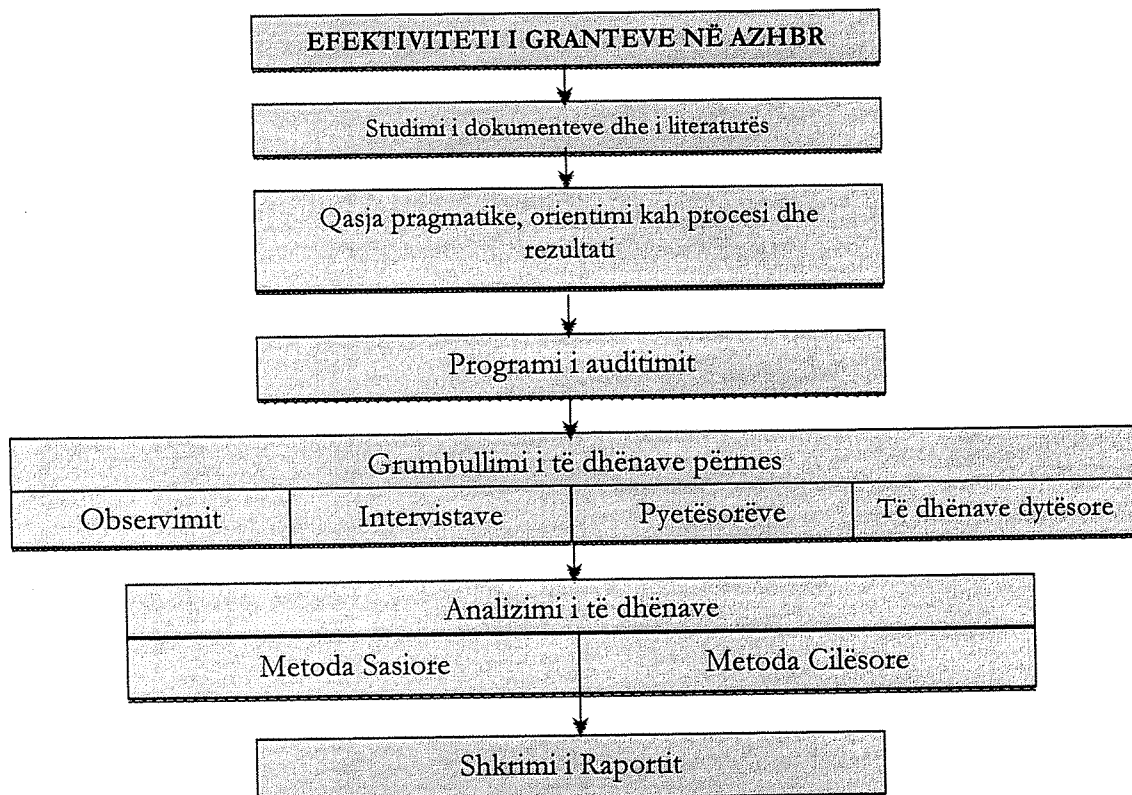 EFEKTIVITETI I GRANTEVE NË AZHBR
Studimi i dokumenteve dhe i literaturës
Qasja pragmatike, orientimi kah procesi dhe
rezultati
Programi i auditimit
Grumbullimi i të dhënave përmes
Observimit
Intervistave
Pyetësorëve
Të dhënave dytësore
Analizimi i të dhënave
Metoda Sasiore
Metoda Cilësore
Shkrimi i Raportit